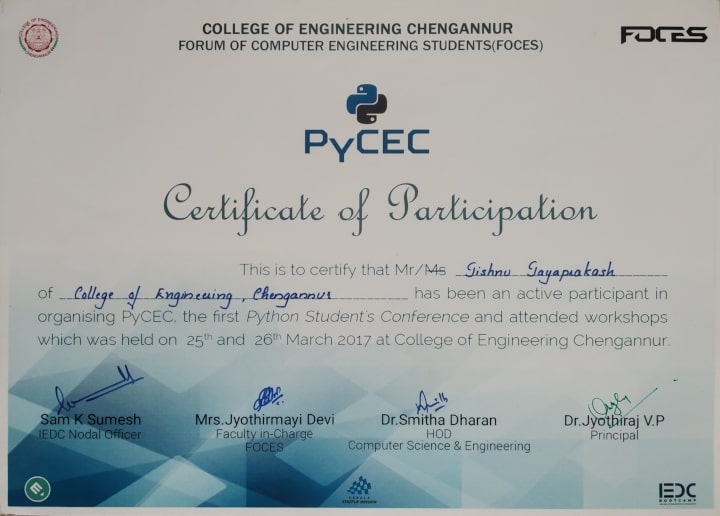 COLLEGE OF ENGINEERING CHENGANNUR
FORUM OF COMPUTER ENGINEERING STUDENTS(FOCES)
FOCES
PyCEC
Certificate of Participation
This is to certify that Mr/Ms Jishnu Jayaprakash
of College of Engineering, Chengannur has been an active participant in
organising PyCEC, the first Python Student's Conference and attended workshops
which was held on 25th and 26th March 2017 at College of Engineering Chengannur.
Sam K Sumesh
IEDC Nodal Officer
Mrs.Jyothirmayi Devi
Faculty in-Charge
FOCES
Dr.Smitha Dharan
HOD
Computer Science & Engineering
Dr.Jyothiraj V.P
Principal
KERALA
STARTUP MISSION
IEDC
BOOTCAMP